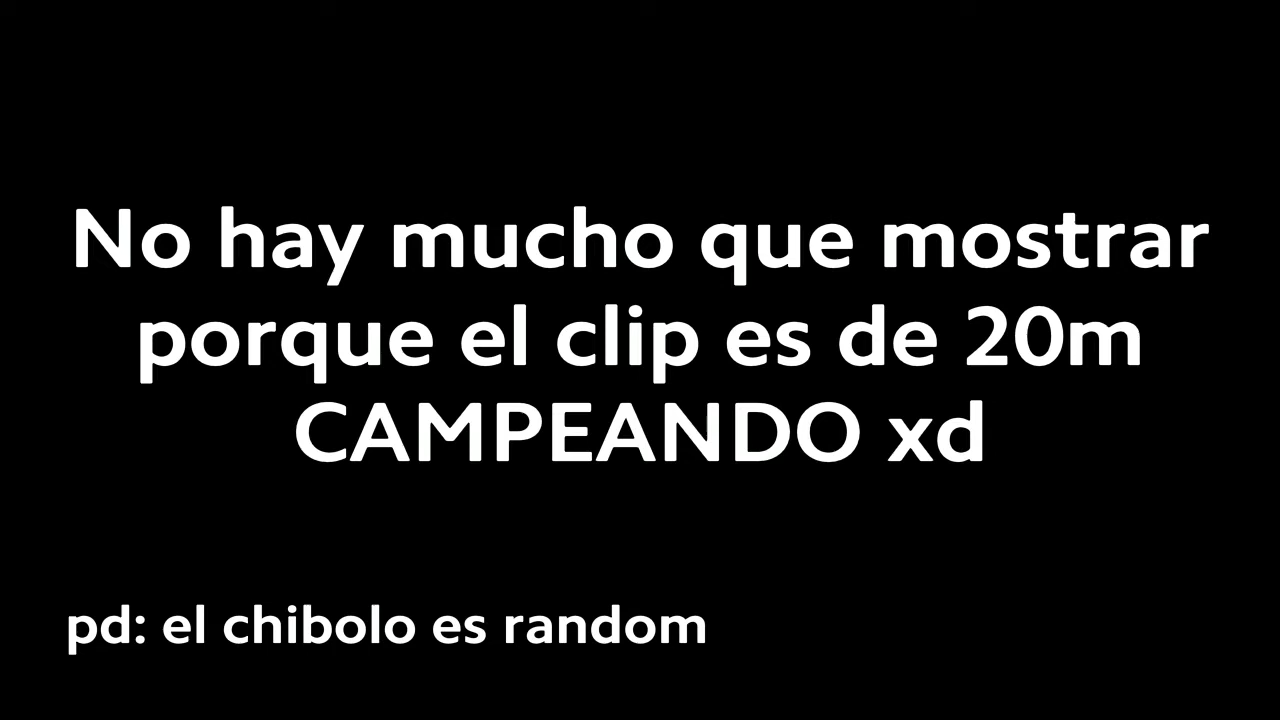 No hay mucho que mostrar
porque el clip es de 20m
CAMPEANDO xd
pd: el chibolo es random